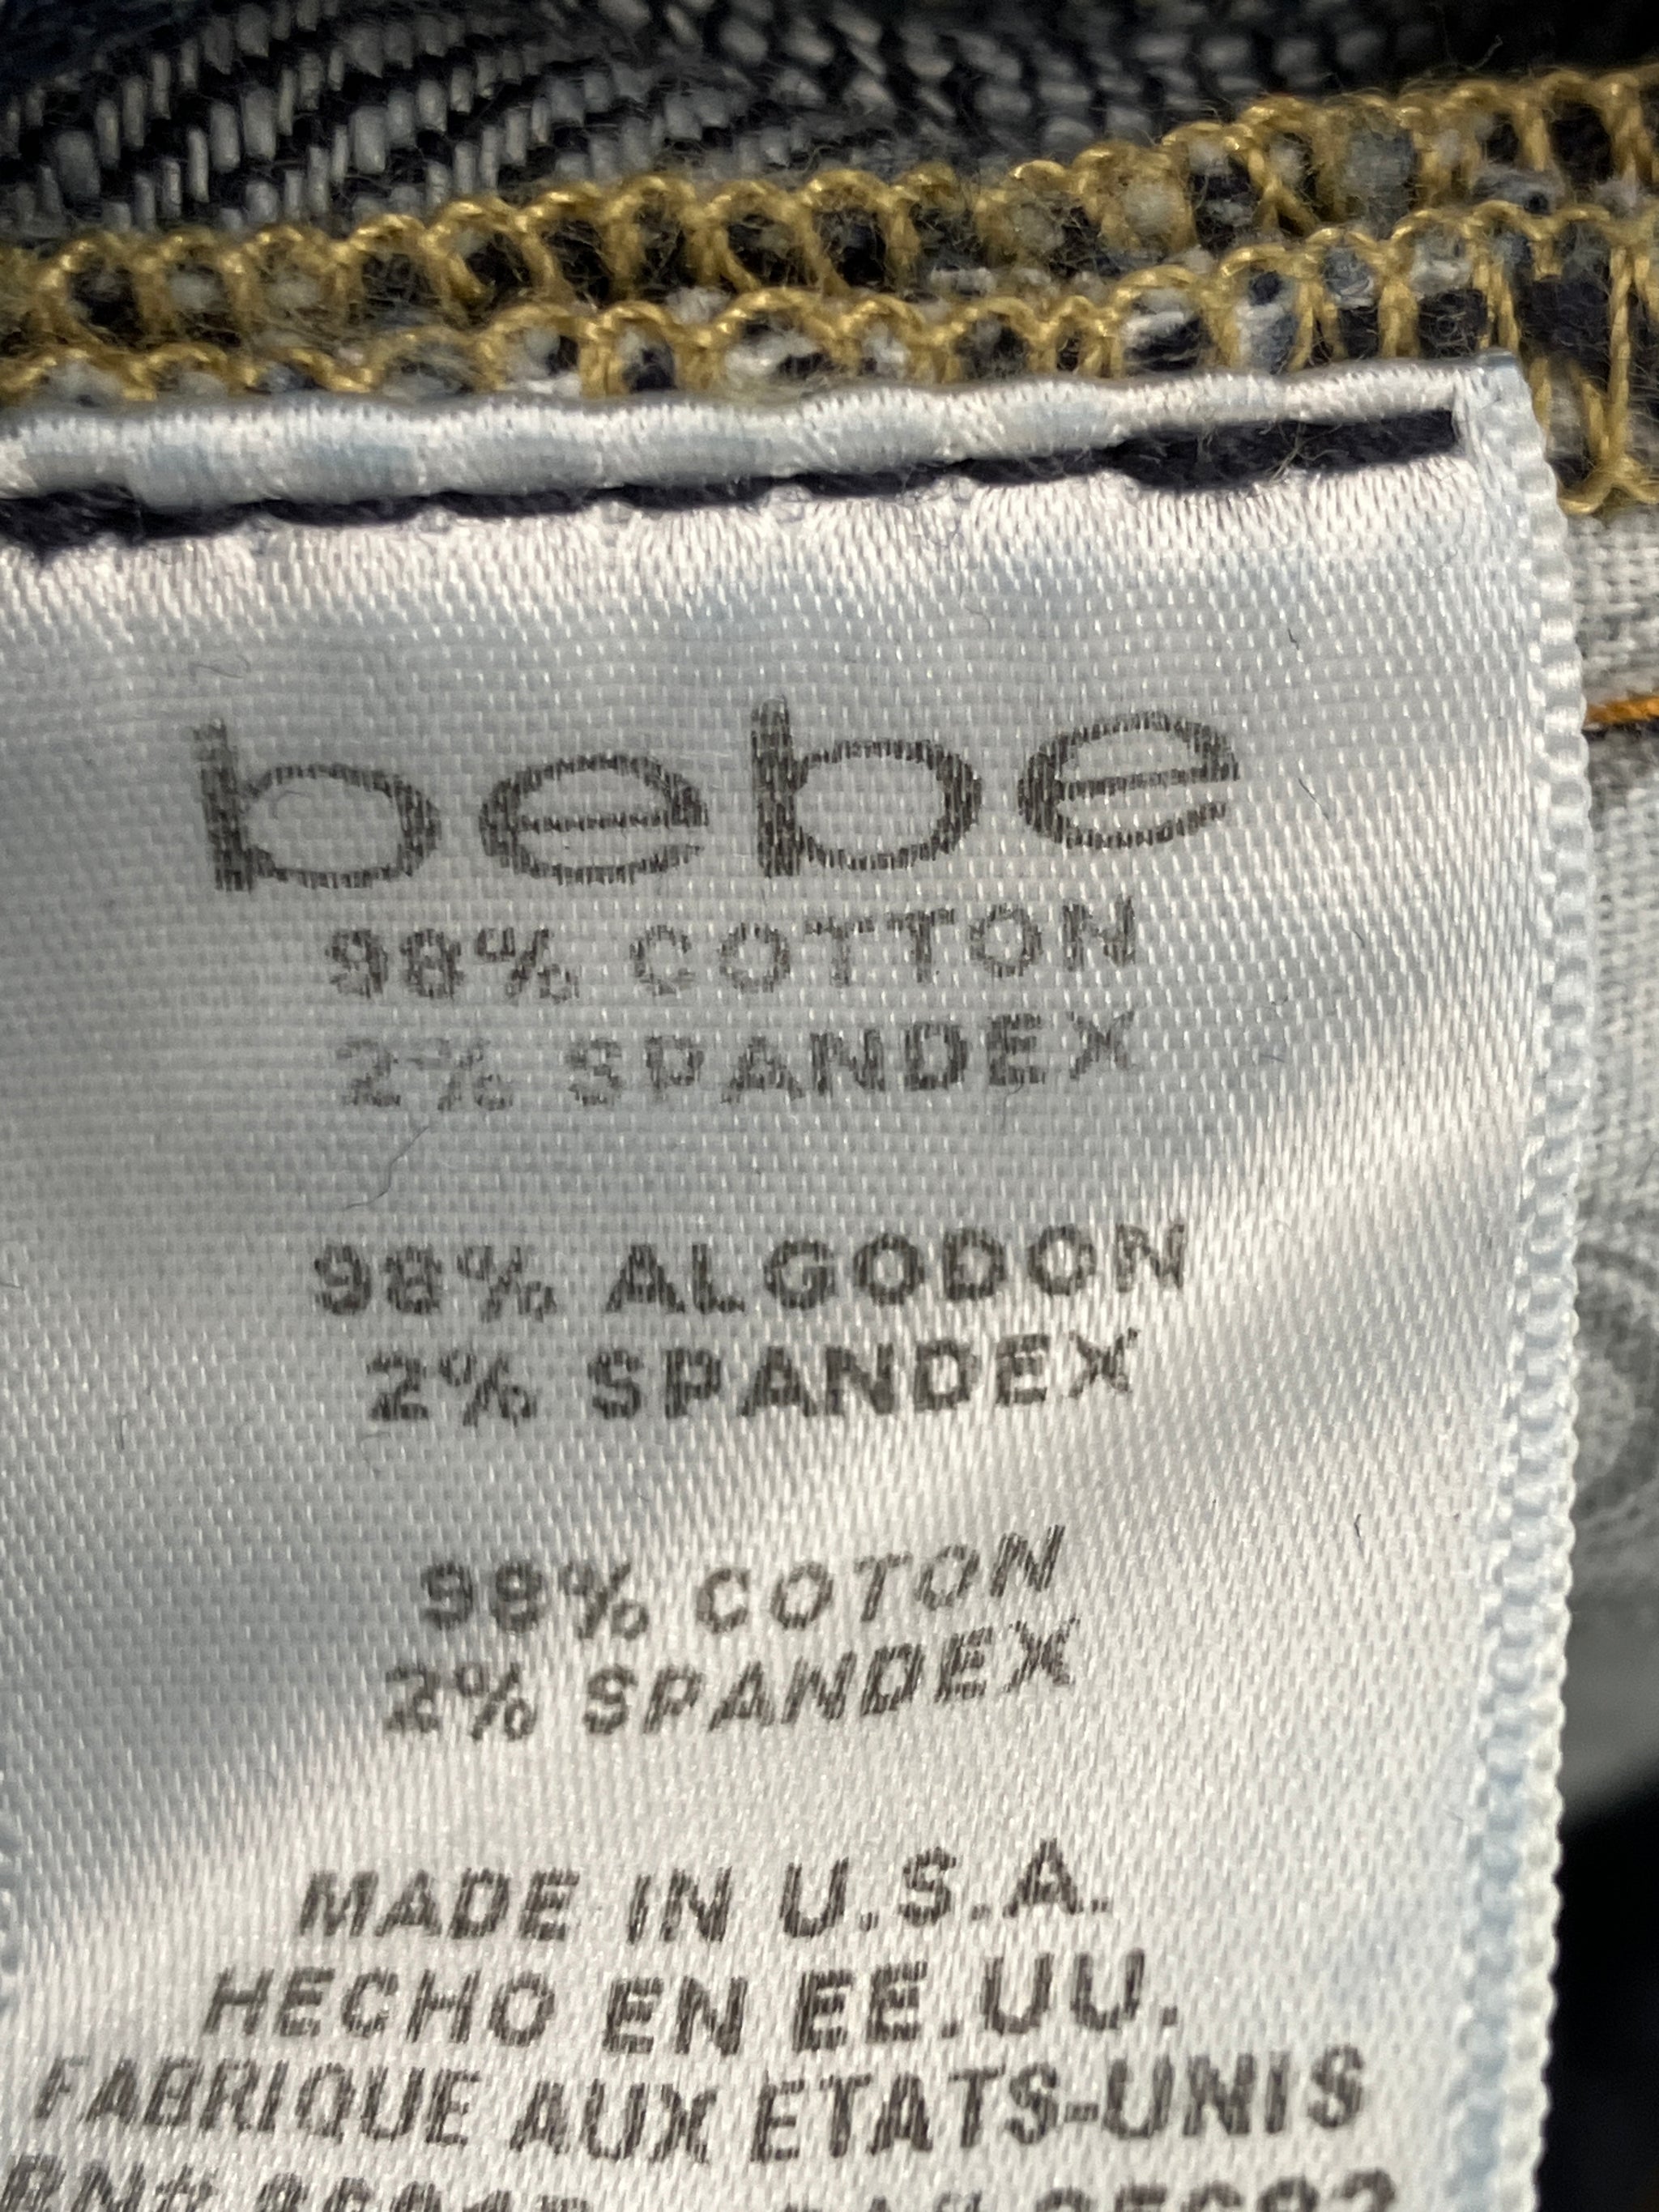 bebe
98% COTTON
2% SPANDEX
98% ALGODON
2% SPANDEX
98% COTON
2% SPANDEX
MADE IN U.S.A.
HECHO EN EE.UU.
FABRIQUE AUX ETATS-UNIS
RN#